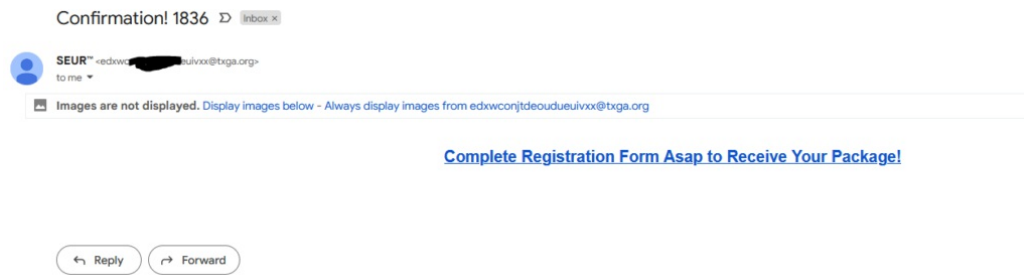 Confirmation! 1836 Inbox ×
SEUR™ <edxwc euivxx@txga.org>
to me
Images are not displayed. Display images below - Always display images from edxwconjtdeoudueuivxx@txga.org
Complete Registration Form Asap to Receive Your Package!
Reply Forward